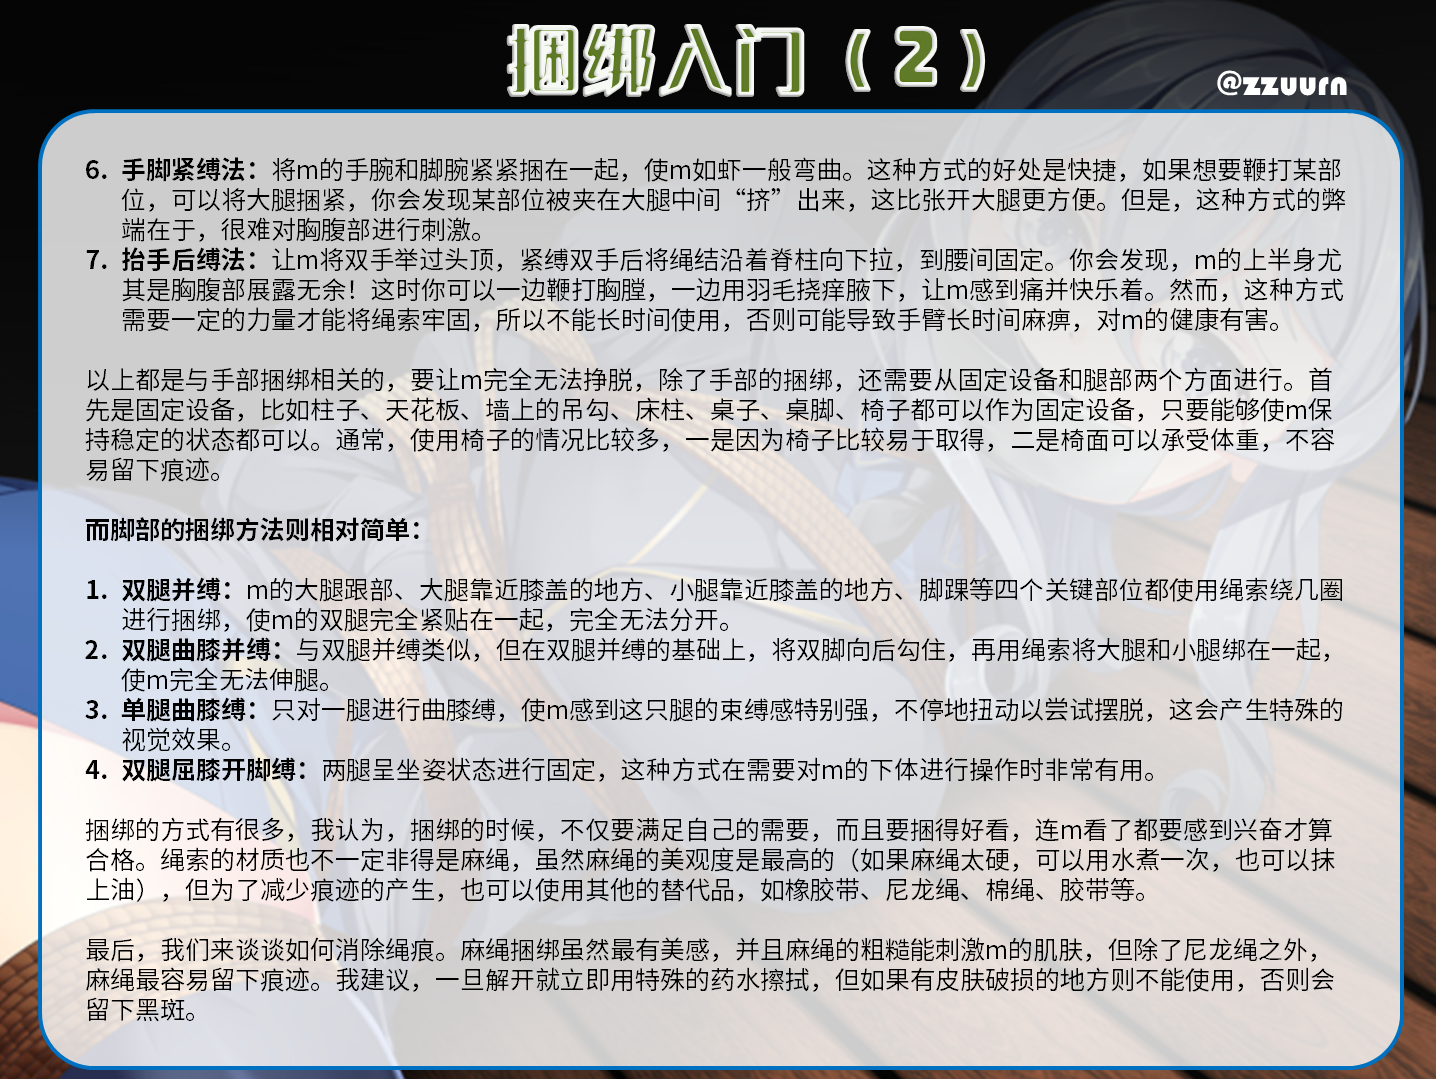 捆绑入门（2）
@zzuurn
6. 手脚紧缚法：将m的手腕和脚腕紧紧捆在一起，使m如虾一般弯曲。这种方式的好处是快捷，如果想要鞭打某部
位，可以将大腿捆紧，你会发现某部位被夹在大腿中间“挤”出来，这比张开大腿更方便。但是，这种方式的弊
端在于，很难对胸腹部进行刺激。
7. 抬手后缚法：让m将双手举过头顶，紧缚双手后将绳结沿着脊柱向下拉，到腰间固定。你会发现，m的上半身尤
其是胸腹部展露无余！这时你可以一边鞭打胸膛，一边用羽毛挠痒腋下，让m感到痛并快乐着。然而，这种方式
需要一定的力量才能将绳索牢固，所以不能长时间使用，否则可能导致手臂长时间麻痹，对m的健康有害。
以上都是与手部捆绑相关的，要让m完全无法挣脱，除了手部的捆绑，还需要从固定设备和腿部两个方面进行。首
先是固定设备，比如柱子、天花板、墙上的吊勾、床柱、桌子、桌脚、椅子都可以作为固定设备，只要能够使m保
持稳定的状态都可以。通常，使用椅子的情况比较多，一是因为椅子比较易于取得，二是椅面可以承受体重，不容
易留下痕迹。
而脚部的捆绑方法则相对简单：
1. 双腿并缚：m的大腿跟部、大腿靠近膝盖的地方、小腿靠近膝盖的地方、脚踝等四个关键部位都使用绳索绕几圈
进行捆绑，使m的双腿完全紧贴在一起，完全无法分开。
2. 双腿曲膝并缚：与双腿并缚类似，但在双腿并缚的基础上，将双脚向后勾住，再用绳索将大腿和小腿绑在一起，
使m完全无法伸腿。
3. 单腿曲膝缚：只对一腿进行曲膝缚，使m感到这只腿的束缚感特别强，不停地扭动以尝试摆脱，这会产生特殊的
视觉效果。
4. 双腿屈膝开脚缚：两腿呈坐姿状态进行固定，这种方式在需要对m的下体进行操作时非常有用。
捆绑的方式有很多，我认为，捆绑的时候，不仅要满足自己的需要，而且要捆得好看，连m看了都要感到兴奋才算
合格。绳索的材质也不一定非得是麻绳，虽然麻绳的美观度是最高的（如果麻绳太硬，可以用水煮一次，也可以抹
上油），但为了减少痕迹的产生，也可以使用其他的替代品，如橡胶带、尼龙绳、棉绳、胶带等。
最后，我们来谈谈如何消除绳痕。麻绳捆绑虽然最有美感，并且麻绳的粗糙能刺激m的肌肤，但除了尼龙绳之外，
麻绳最容易留下痕迹。我建议，一旦解开就立即用特殊的药水擦拭，但如果有皮肤破损的地方则不能使用，否则会
留下黑斑。